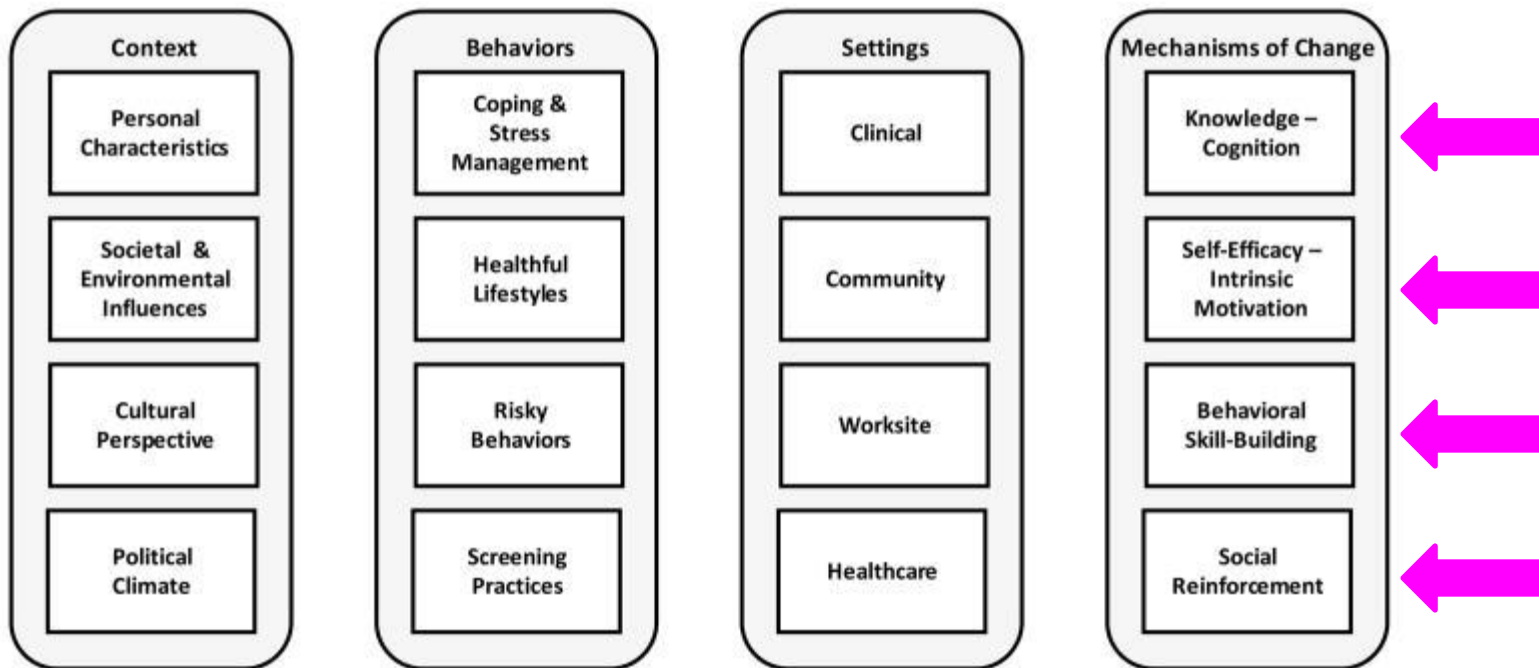 Context
Personal
Characteristics
Societal &
Environmental
Influences
Cultural
Perspective
Political
Climate
Behaviors
Coping &
Stress
Management
Healthful
Lifestyles
Risky
Behaviors
Screening
Practices
Settings
Clinical
Community
Worksite
Healthcare
Mechanisms of Change
Knowledge –
Cognition
Self-Efficacy –
Intrinsic
Motivation
Behavioral
Skill-Building
Social
Reinforcement